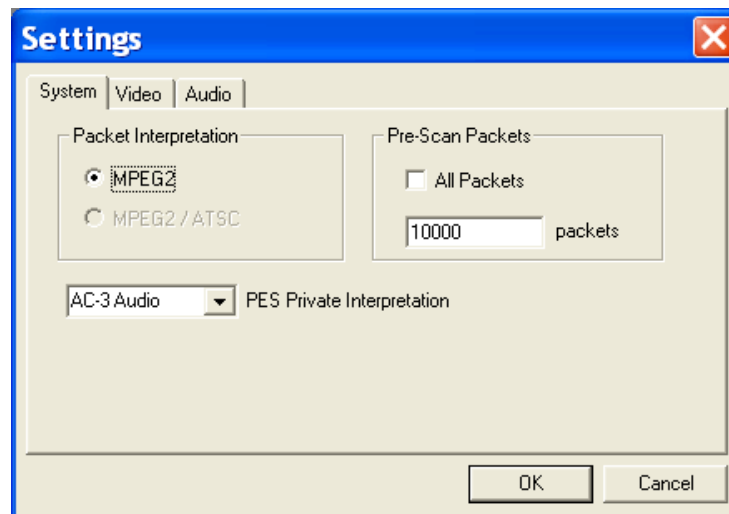 Settings
System Video Audio
Packet Interpretation
MPEG2
MPEG2 / ATSC
Pre-Scan Packets
All Packets
10000 packets
AC-3 Audio PES Private Interpretation
OK Cancel